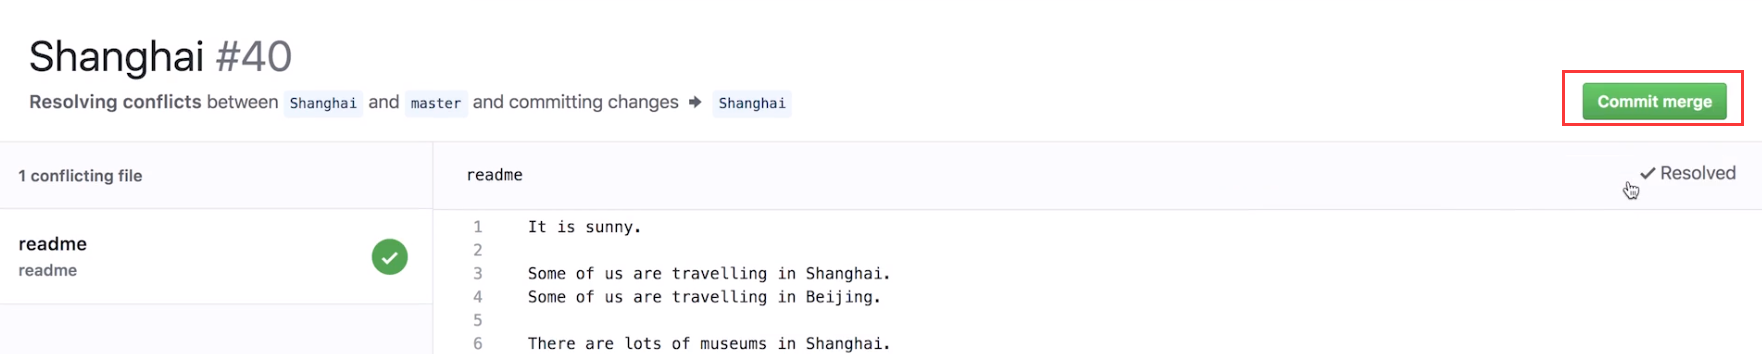 Shanghai #40
Resolving conflicts between Shanghai and master and committing changes → Shanghai
Commit merge
1 conflicting file
readme
Resolved
readme
readme
1 It is sunny.
2
3 Some of us are travelling in Shanghai.
4 Some of us are travelling in Beijing.
5
6 There are lots of museums in Shanghai.